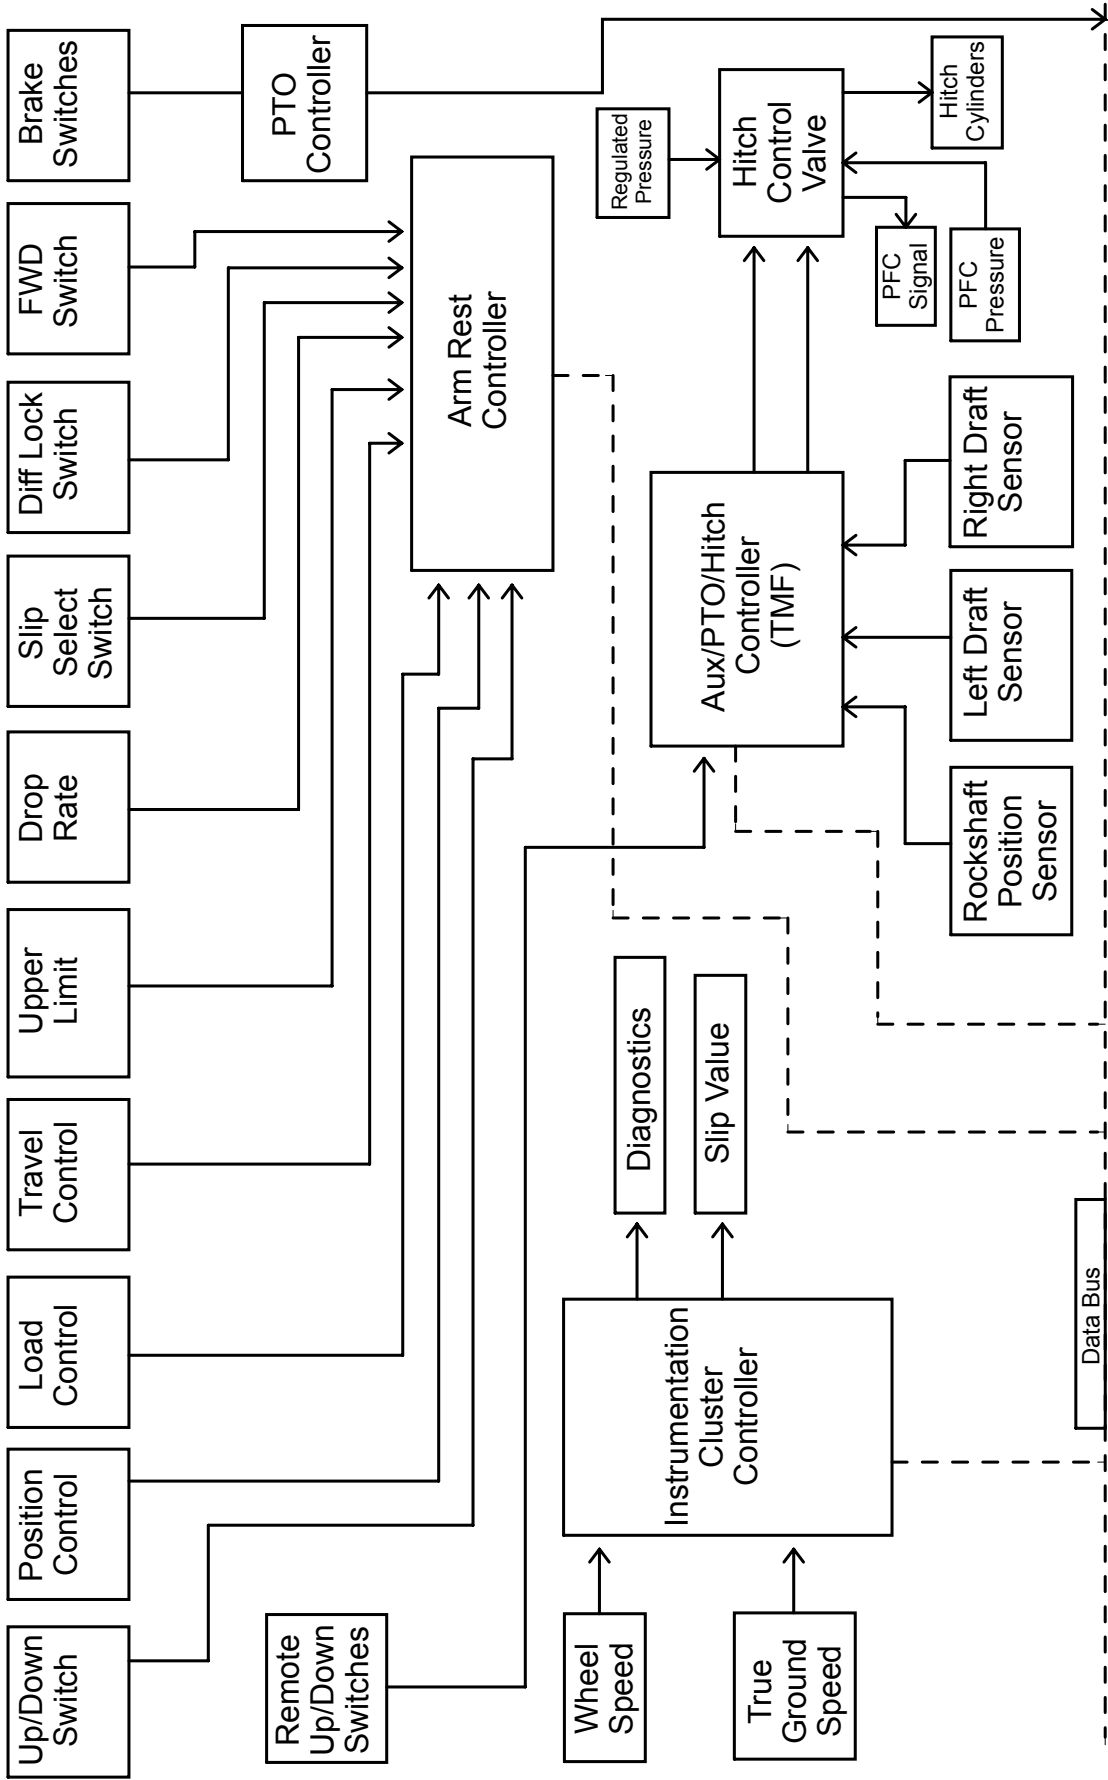 Up/Down
Switch
Position
Control
Load
Control
Travel
Control
Upper
Limit
Drop
Rate
Slip
Select
Switch
Diff Lock
Switch
FWD
Switch
Brake
Switches
Remote
Up/Down
Switches
PTO
Controller
Arm Rest
Controller
Wheel
Speed
True
Ground
Speed
Instrumentation
Cluster
Controller
Diagnostics
Slip Value
Aux/PTO/Hitch
Controller
(TMF)
Regulated
Pressure
Hitch
Control
Valve
Hitch
Cylinders
PFC
Signal
PFC
Pressure
Rockshaft
Position
Sensor
Left Draft
Sensor
Right Draft
Sensor
Data Bus